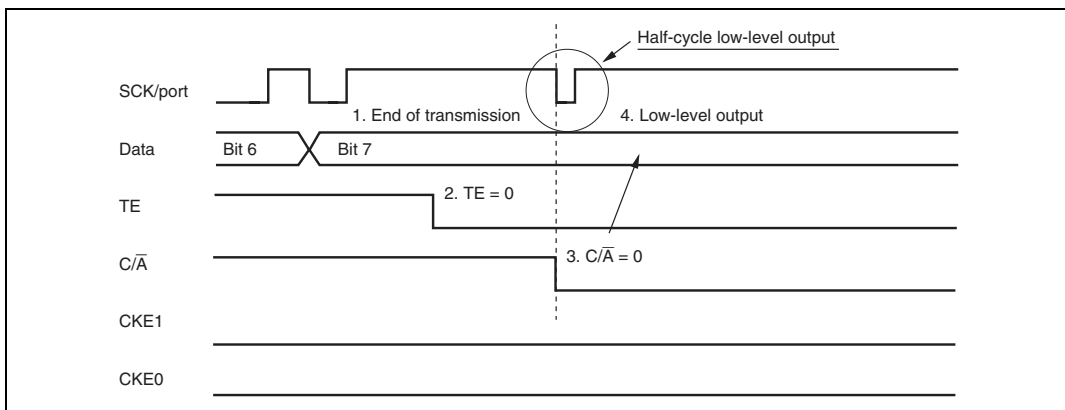 Half-cycle low-level output
SCK/port
1. End of transmission
4. Low-level output
Data
Bit 6
Bit 7
TE
2. TE = 0
C/A̅
3. C/A̅ = 0
CKE1
CKE0